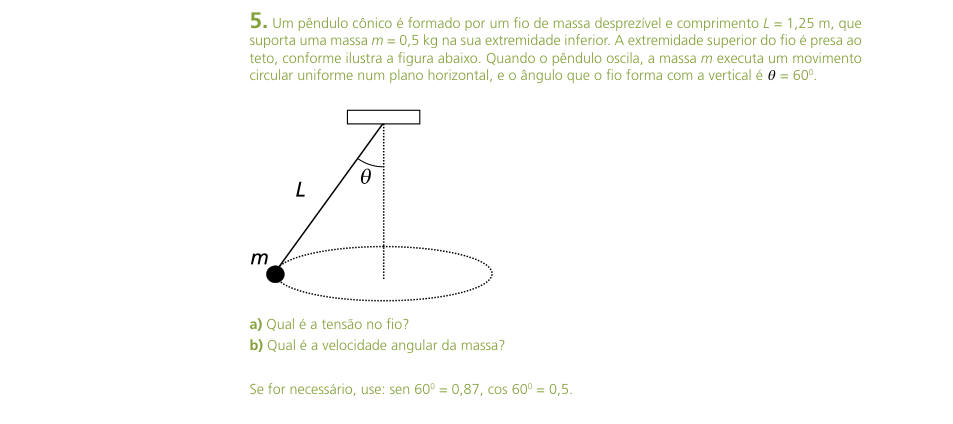 5. Um pêndulo cônico é formado por um fio de massa desprezível e comprimento L = 1,25 m, que
suporta uma massa m = 0,5 kg na sua extremidade inferior. A extremidade superior do fio é presa ao
teto, conforme ilustra a figura abaixo. Quando o pêndulo oscila, a massa m executa um movimento
circular uniforme num plano horizontal, e o ângulo que o fio forma com a vertical é θ = 60⁰.
θ
L
m
a) Qual é a tensão no fio?
b) Qual é a velocidade angular da massa?
Se for necessário, use: sen 60⁰ = 0,87, cos 60⁰ = 0,5.